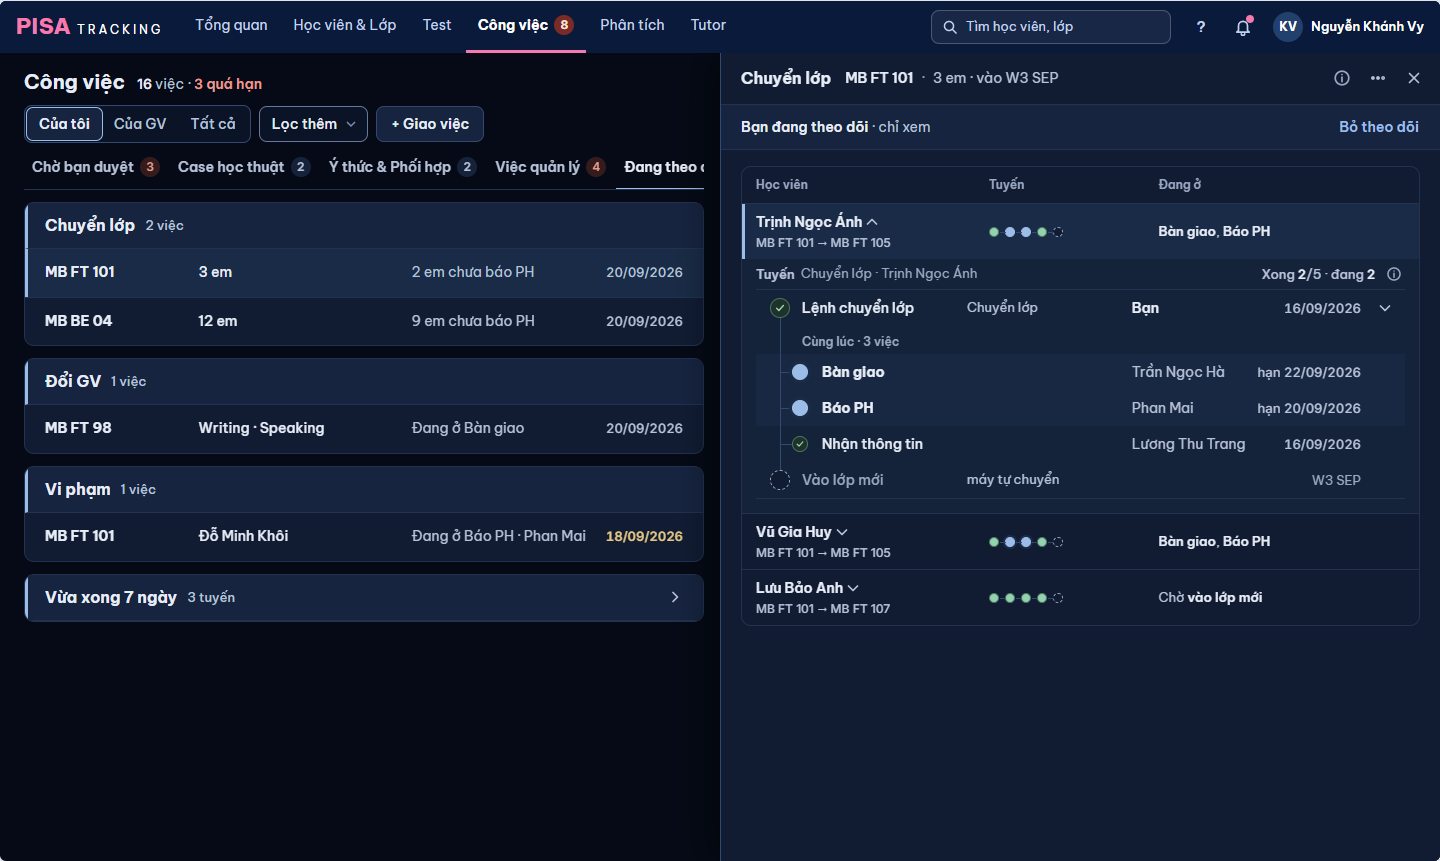 PISA TRACKING Tổng quan Học viên & Lớp Test Công việc 8 Phân tích Tutor Tìm học viên, lớp ? KV Nguyễn Khánh Vy
Công việc 16 việc · 3 quá hạn
Của tôi Của GV Tất cả Lọc thêm + Giao việc
Chờ bạn duyệt 3 Case học thuật 2 Ý thức & Phối hợp 2 Việc quản lý 4 Đang theo
Chuyển lớp 2 việc
MB FT 101 3 em 2 em chưa báo PH 20/09/2026
MB BE 04 12 em 9 em chưa báo PH 20/09/2026
Đổi GV 1 việc
MB FT 98 Writing · Speaking Đang ở Bàn giao 20/09/2026
Vi phạm 1 việc
MB FT 101 Đỗ Minh Khôi Đang ở Báo PH · Phan Mai 18/09/2026
Vừa xong 7 ngày 3 tuyến
Chuyển lớp MB FT 101 · 3 em · vào W3 SEP
Bạn đang theo dõi · chỉ xem Bỏ theo dõi
Học viên Tuyến Đang ở
Trịnh Ngọc Ánh
MB FT 101 → MB FT 105
Bàn giao, Báo PH
Tuyến Chuyển lớp · Trịnh Ngọc Ánh Xong 2/5 · đang 2
Lệnh chuyển lớp Chuyển lớp Bạn 16/09/2026
Cùng lúc · 3 việc
Bàn giao Trần Ngọc Hà hạn 22/09/2026
Báo PH Phan Mai hạn 20/09/2026
Nhận thông tin Lương Thu Trang 16/09/2026
Vào lớp mới máy tự chuyển W3 SEP
Vũ Gia Huy
MB FT 101 → MB FT 105
Bàn giao, Báo PH
Lưu Bảo Anh
MB FT 101 → MB FT 107
Chờ vào lớp mới